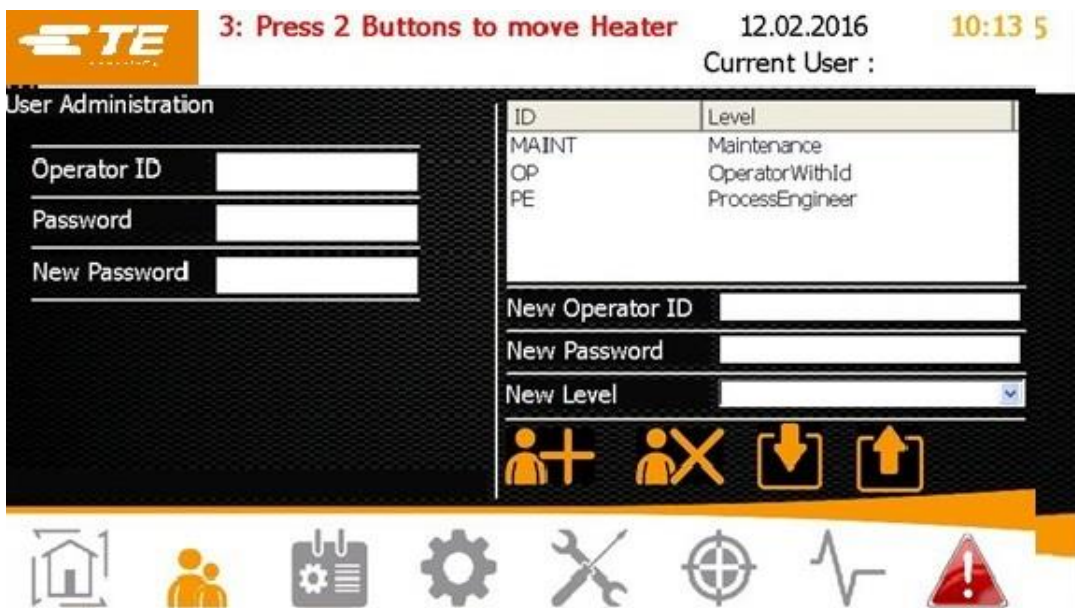 TE
3: Press 2 Buttons to move Heater
12.02.2016
10:13 5
Current User :
User Administration
Operator ID
Password
New Password
ID Level
MAINT Maintenance
OP OperatorWithId
PE ProcessEngineer
New Operator ID
New Password
New Level